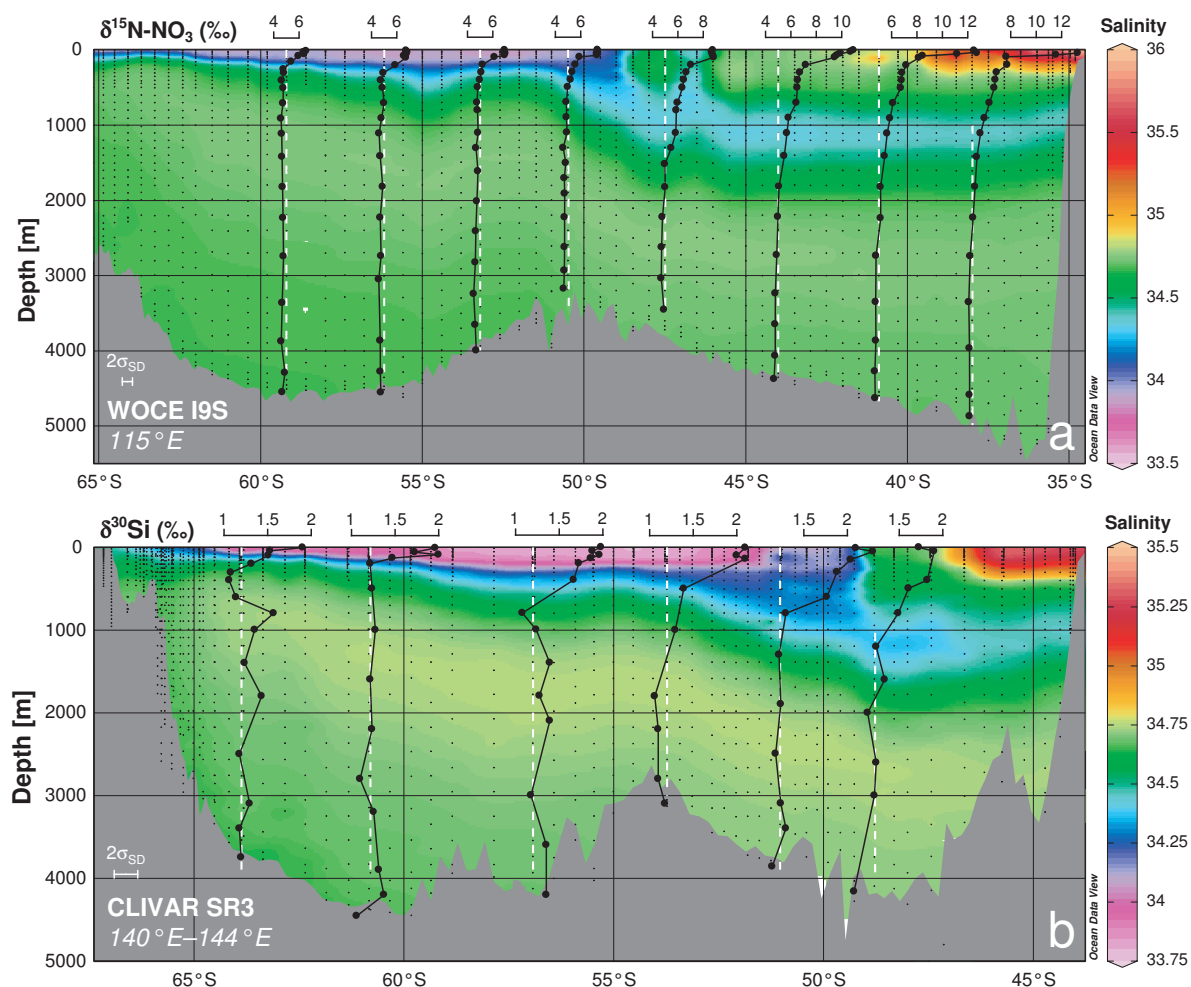 δ¹⁵N-NO₃ (‰)
4 6 4 6 4 6 4 6 4 6 8 4 6 8 10 6 8 10 12 8 10 12
Salinity
0
1000
2000
3000
4000
5000
Depth [m]
2σSD
WOCE I9S
115°E
a
Ocean Data View
36
35.5
35
34.5
34
33.5
65°S 60°S 55°S 50°S 45°S 40°S 35°S
δ³⁰Si (‰)
1 1.5 2 1 1.5 2 1 1.5 2 1 1.5 2 1.5 2 1.5 2
Salinity
0
1000
2000
3000
4000
5000
Depth [m]
2σSD
CLIVAR SR3
140°E–144°E
b
Ocean Data View
35.5
35.25
35
34.75
34.5
34.25
34
33.75
65°S 60°S 55°S 50°S 45°S